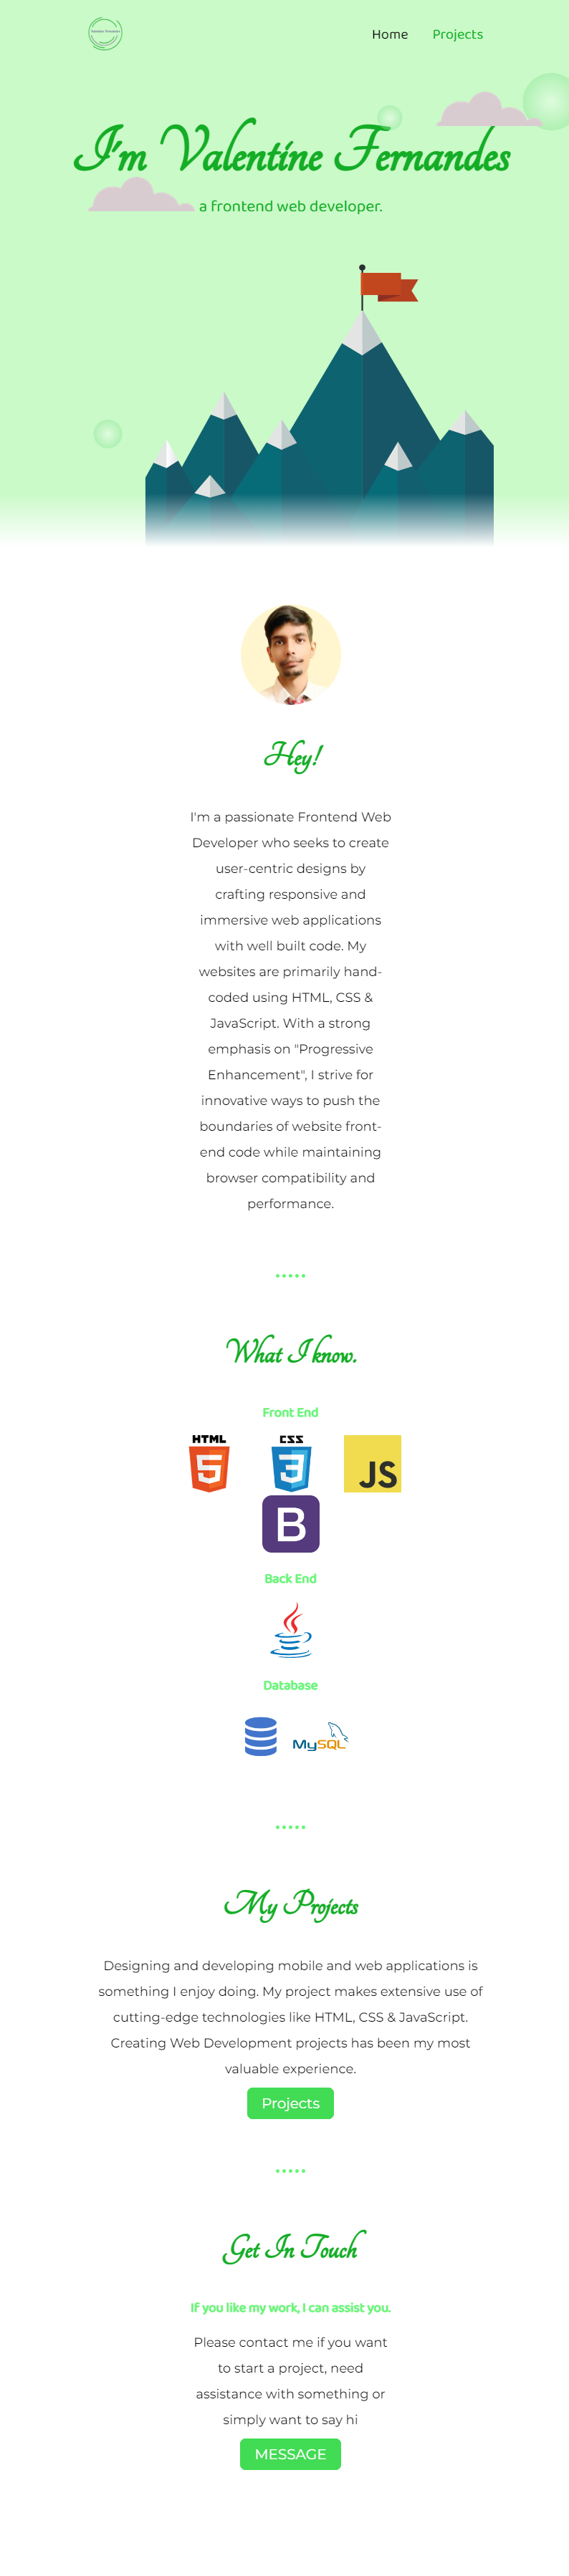 Valentine Fernandes
Home Projects
I'm Valentine Fernandes
a frontend web developer.
Hey!
I'm a passionate Frontend Web
Developer who seeks to create
user-centric designs by
crafting responsive and
immersive web applications
with well built code. My
websites are primarily hand-
coded using HTML, CSS &
JavaScript. With a strong
emphasis on "Progressive
Enhancement", I strive for
innovative ways to push the
boundaries of website front-
end code while maintaining
browser compatibility and
performance.
What I know.
Front End
HTML
5
CSS
3
JS
B
Back End
Database
MySQL
My Projects
Designing and developing mobile and web applications is
something I enjoy doing. My project makes extensive use of
cutting-edge technologies like HTML, CSS & JavaScript.
Creating Web Development projects has been my most
valuable experience.
Projects
Get In Touch
If you like my work, I can assist you.
Please contact me if you want
to start a project, need
assistance with something or
simply want to say hi
MESSAGE